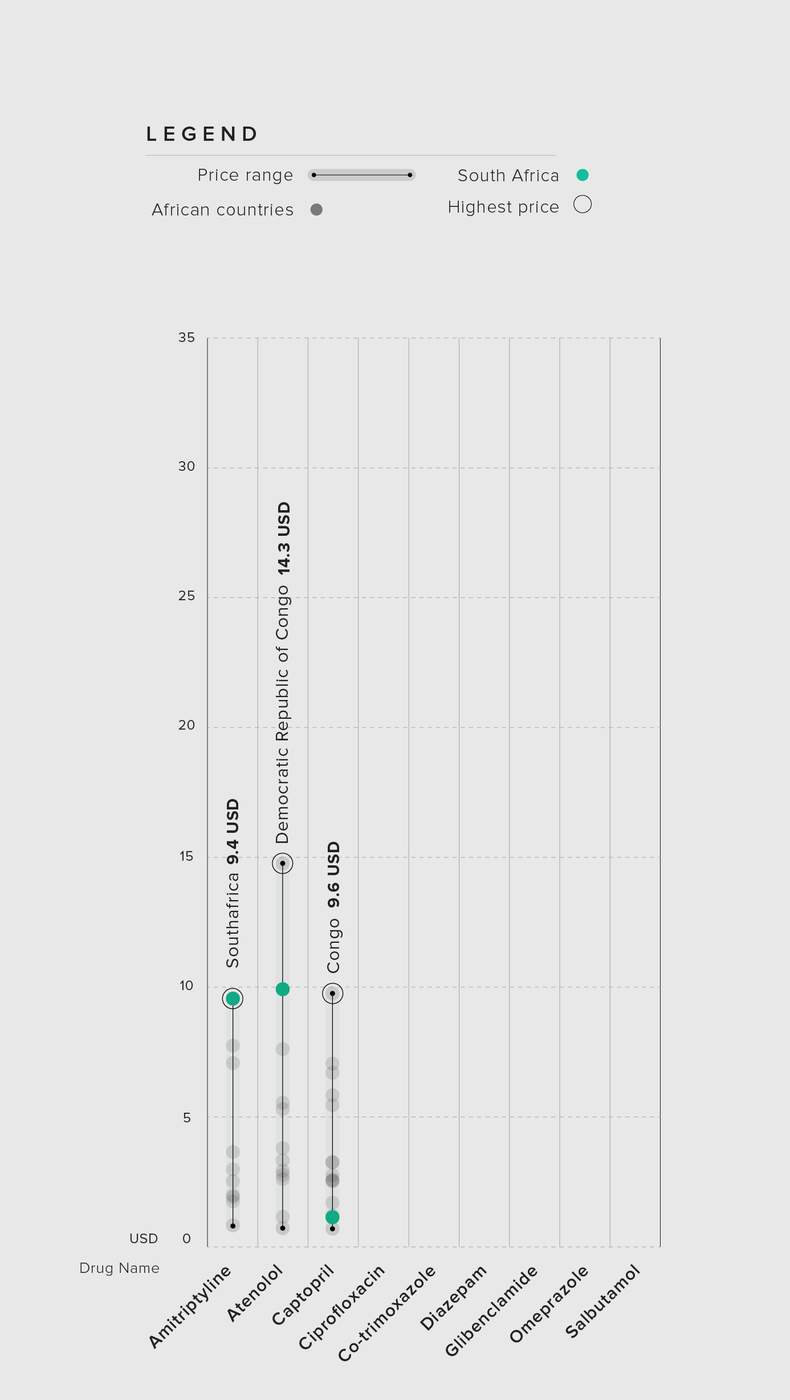 LEGEND
Price range
South Africa
African countries
Highest price
35
30
25
20
15
10
5
USD 0
Southafrica 9.4 USD
Democratic Republic of Congo 14.3 USD
Congo 9.6 USD
Drug Name
Amitriptyline
Atenolol
Captopril
Ciprofloxacin
Co-trimoxazole
Diazepam
Glibenclamide
Omeprazole
Salbutamol